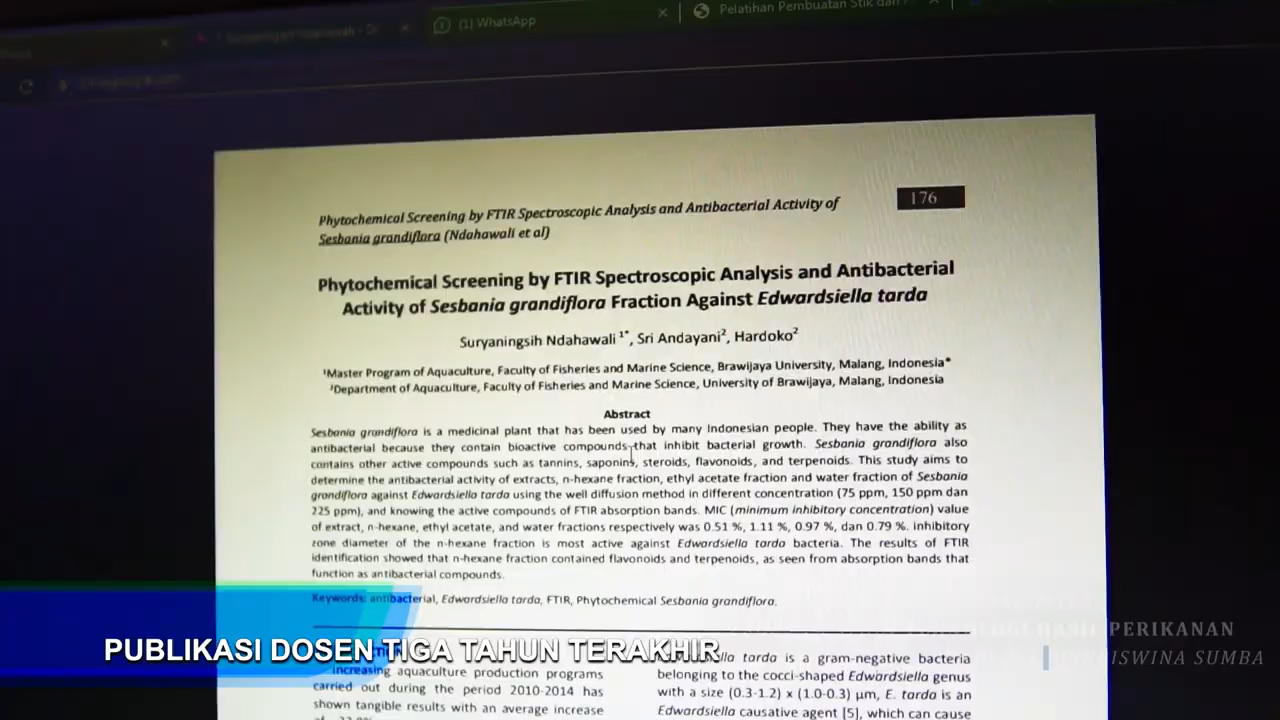 (1) WhatsApp
Pelatihan Pembuatan Stik dan
Phytochemical Screening by FTIR Spectroscopic Analysis and Antibacterial Activity of
Sesbania grandiflora (Ndahawali et al)
176
Phytochemical Screening by FTIR Spectroscopic Analysis and Antibacterial
Activity of Sesbania grandiflora Fraction Against Edwardsiella tarda
Suryaningsih Ndahawali 1*, Sri Andayani2, Hardoko2
1Master Program of Aquaculture, Faculty of Fisheries and Marine Science, Brawijaya University, Malang, Indonesia*
2Department of Aquaculture, Faculty of Fisheries and Marine Science, University of Brawijaya, Malang, Indonesia
Abstract
Sesbania grandiflora is a medicinal plant that has been used by many Indonesian people. They have the ability as
antibacterial because they contain bioactive compounds that inhibit bacterial growth. Sesbania grandiflora also
contains other active compounds such as tannins, saponins, steroids, flavonoids, and terpenoids. This study aims to
determine the antibacterial activity of extracts, n-hexane fraction, ethyl acetate fraction and water fraction of Sesbania
grandiflora against Edwardsiella tarda using the well diffusion method in different concentration (75 ppm, 150 ppm dan
225 ppm), and knowing the active compounds of FTIR absorption bands. MIC (minimum inhibitory concentration) value
of extract, n-hexane, ethyl acetate, and water fractions respectively was 0.51 %, 1.11 %, 0.97 %, dan 0.79 %. Inhibitory
zone diameter of the n-hexane fraction is most active against Edwardsiella tarda bacteria. The results of FTIR
identification showed that n-hexane fraction contained flavonoids and terpenoids, as seen from absorption bands that
function as antibacterial compounds.
Keywords: antibacterial, Edwardsiella tarda, FTIR, Phytochemical Sesbania grandiflora.
PUBLIKASI DOSEN TIGA TAHUN TERAKHIR
Increasing aquaculture production programs
carried out during the period 2010-2014 has
shown tangible results with an average increase
tarda is a gram-negative bacteria
belonging to the cocci-shaped Edwardsiella genus
with a size (0.3-1.2) x (1.0-0.3) µm, E. tarda is an
Edwardsiella causative agent [5], which can cause
PERIKANAN
SUMBA